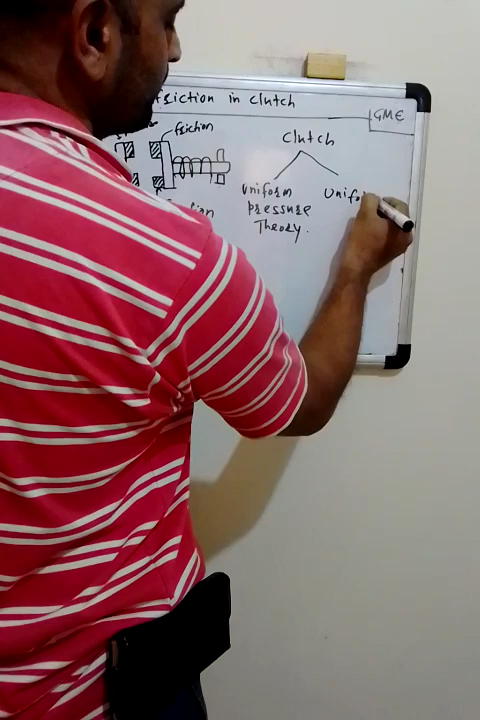 friction in clutch
GME
friction
Clutch
Uniform
Pressure
Theory.
Unifo